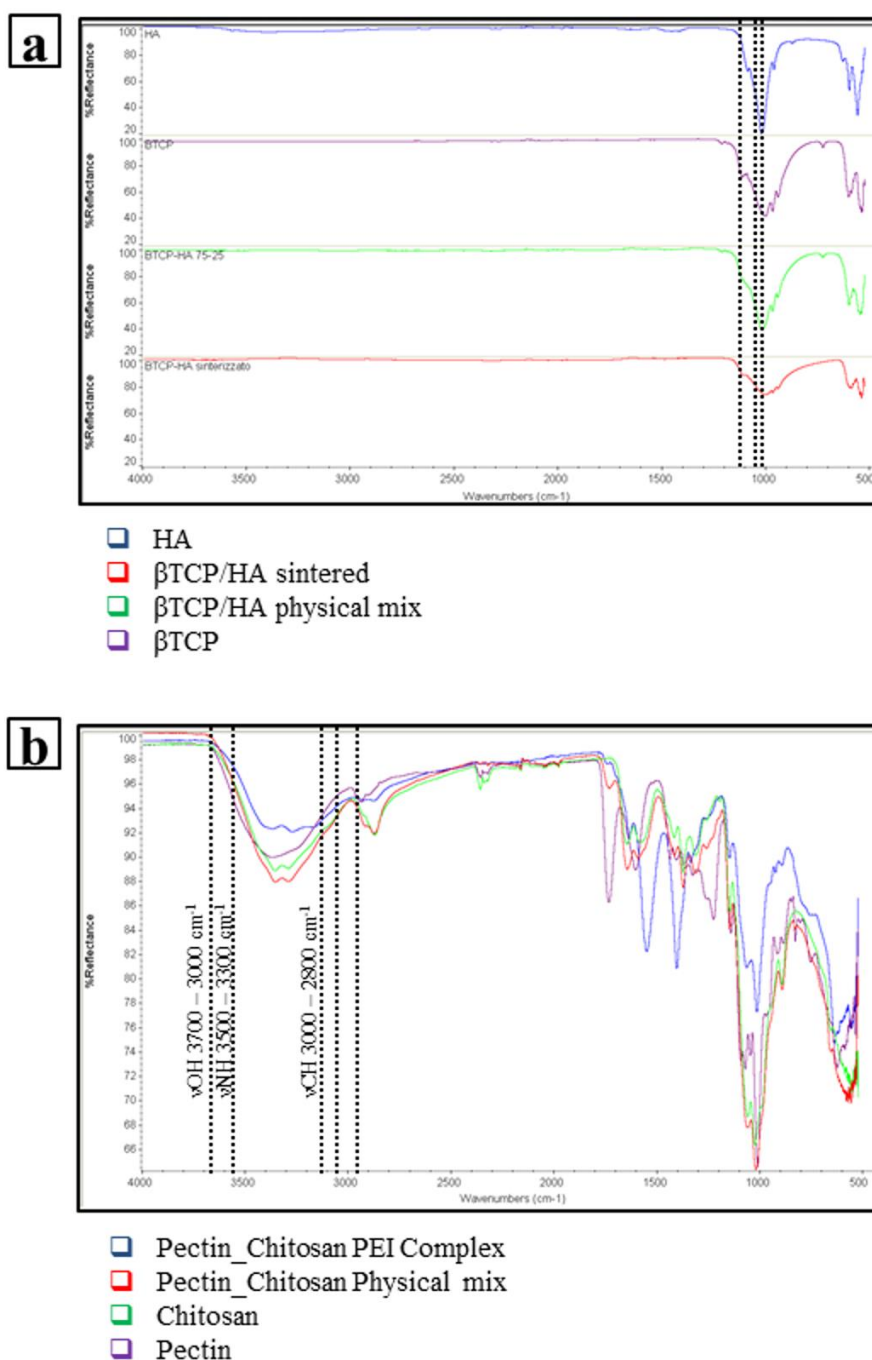 a
HA
100
80
60
40
20
%Reflectance
BTCP
100
80
60
40
20
%Reflectance
BTCP-HA 75-25
100
80
60
40
20
%Reflectance
BTCP-HA sinterizzato
100
80
60
40
20
%Reflectance
4000 3500 3000 2500 2000 1500 1000 500
Wavenumbers (cm-1)
HA
βTCP/HA sintered
βTCP/HA physical mix
βTCP
b
100
98
96
94
92
90
88
86
84
82
80
78
76
74
72
70
68
66
%Reflectance
νOH 3700 – 3000 cm⁻¹
νNH 3500 – 3300 cm⁻¹
νCH 3000 – 2800 cm⁻¹
4000 3500 3000 2500 2000 1500 1000 500
Wavenumbers (cm-1)
Pectin_Chitosan PEI Complex
Pectin_Chitosan Physical mix
Chitosan
Pectin